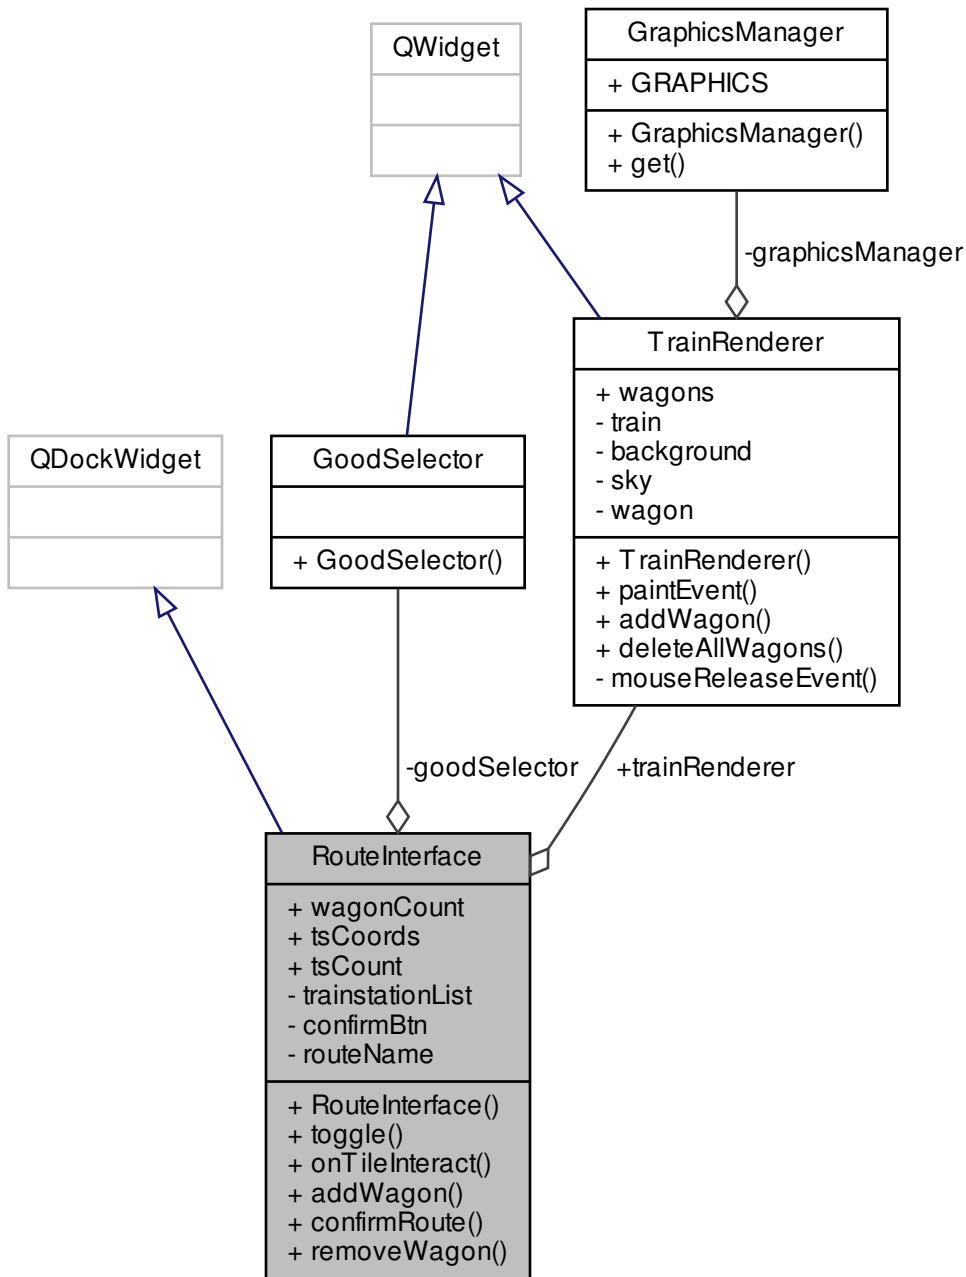 GraphicsManager
+ GRAPHICS
+ GraphicsManager()
+ get()
QWidget
-graphicsManager
TrainRenderer
+ wagons
- train
- background
- sky
- wagon
+ TrainRenderer()
+ paintEvent()
+ addWagon()
+ deleteAllWagons()
- mouseReleaseEvent()
QDockWidget
GoodSelector
+ GoodSelector()
-goodSelector
+trainRenderer
RouteInterface
+ wagonCount
+ tsCoords
+ tsCount
- trainstationList
- confirmBtn
- routeName
+ RouteInterface()
+ toggle()
+ onTileInteract()
+ addWagon()
+ confirmRoute()
+ removeWagon()